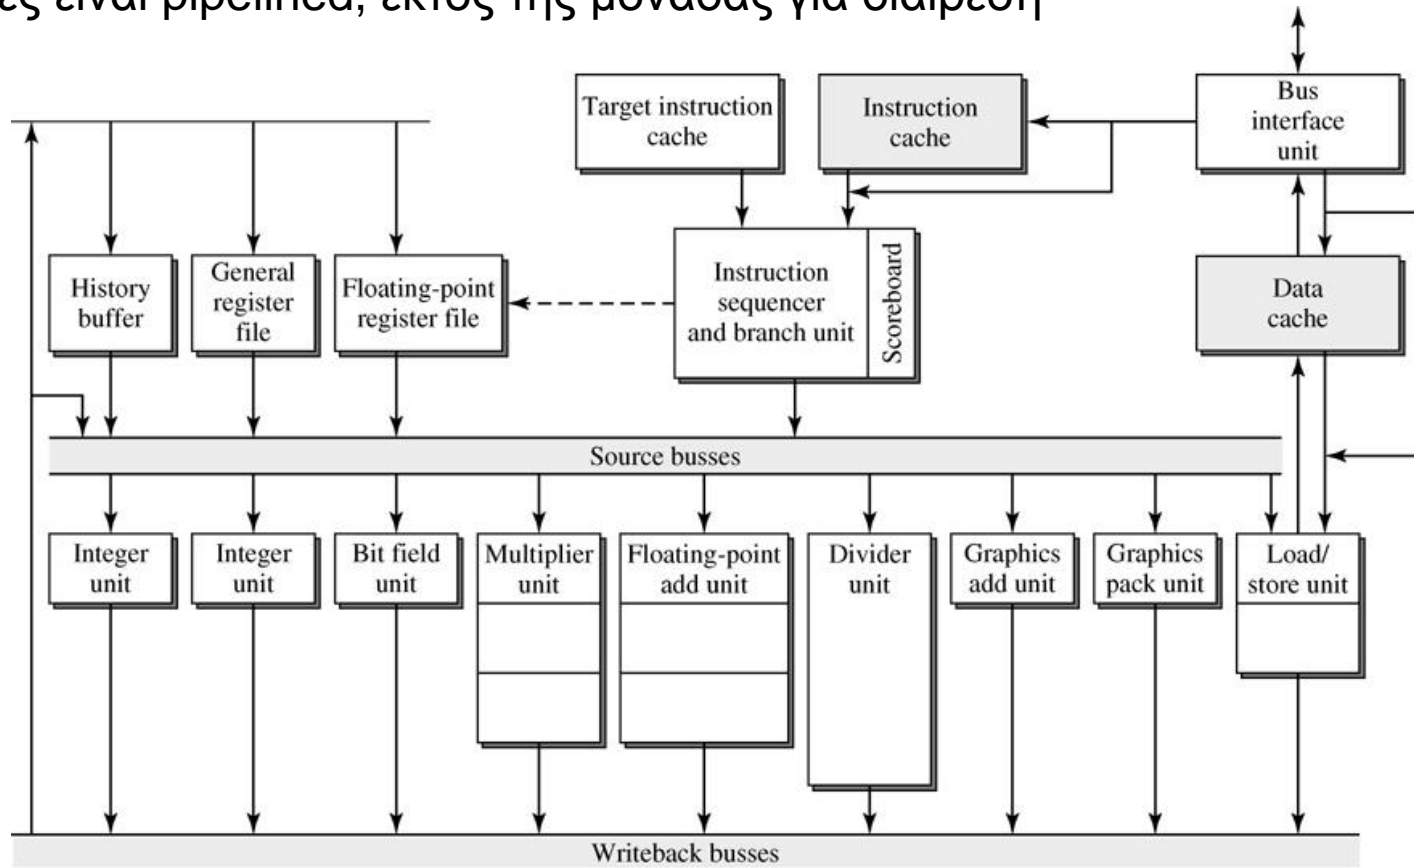 ες είναι pipelined, εκτός της μονάδας για διαίρεση
Target instruction
cache
Instruction
cache
Bus
interface
unit
History
buffer
General
register
file
Floating-point
register file
Instruction
sequencer
and branch unit
Scoreboard
Data
cache
Source busses
Integer
unit
Integer
unit
Bit field
unit
Multiplier
unit
Floating-point
add unit
Divider
unit
Graphics
add unit
Graphics
pack unit
Load/
store unit
Writeback busses